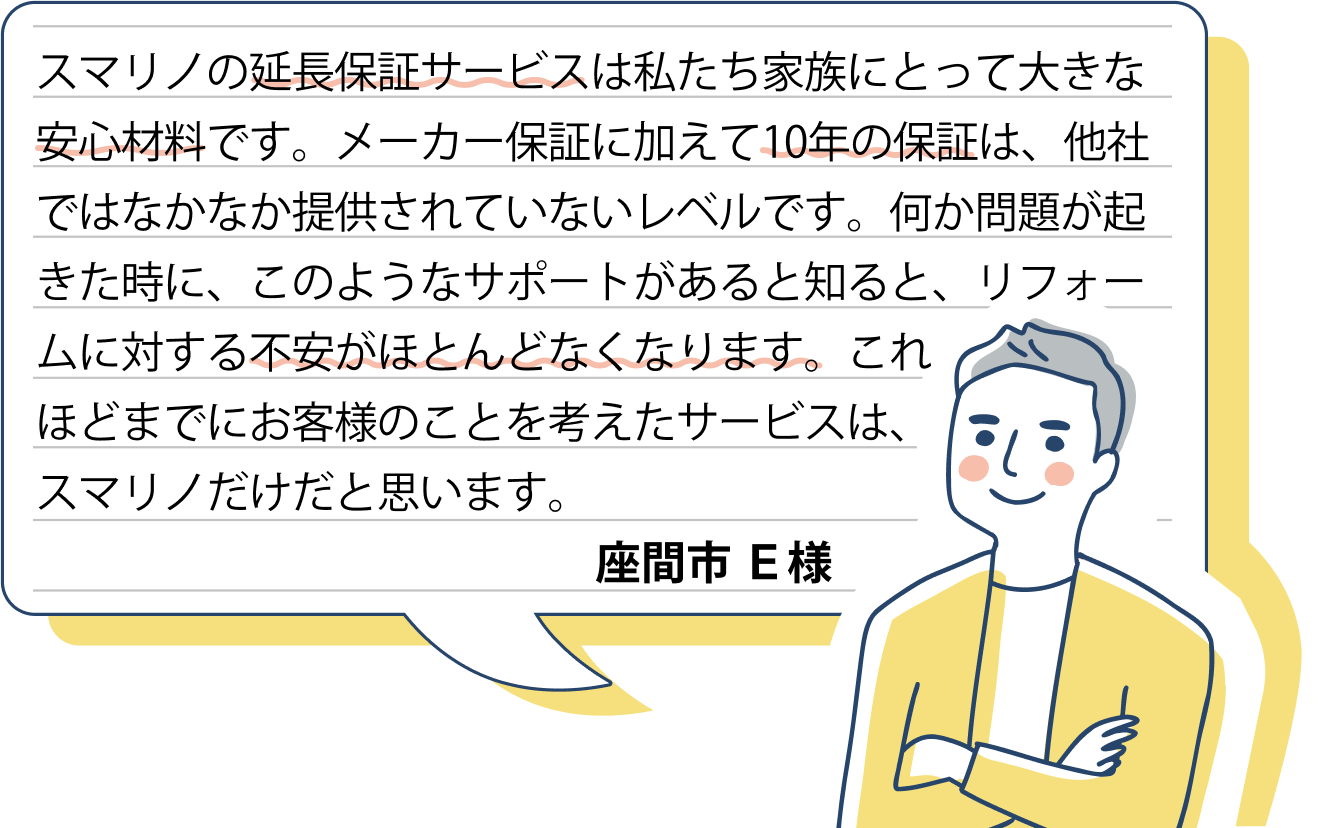 スマリノの延長保証サービスは私たち家族にとって大きな
安心材料です。メーカー保証に加えて10年の保証は、他社
ではなかなか提供されていないレベルです。何か問題が起
きた時に、このようなサポートがあると知ると、リフォー
ムに対する不安がほとんどなくなります。これ
ほどまでにお客様のことを考えたサービスは、
スマリノだけだと思います。
座間市 E 様